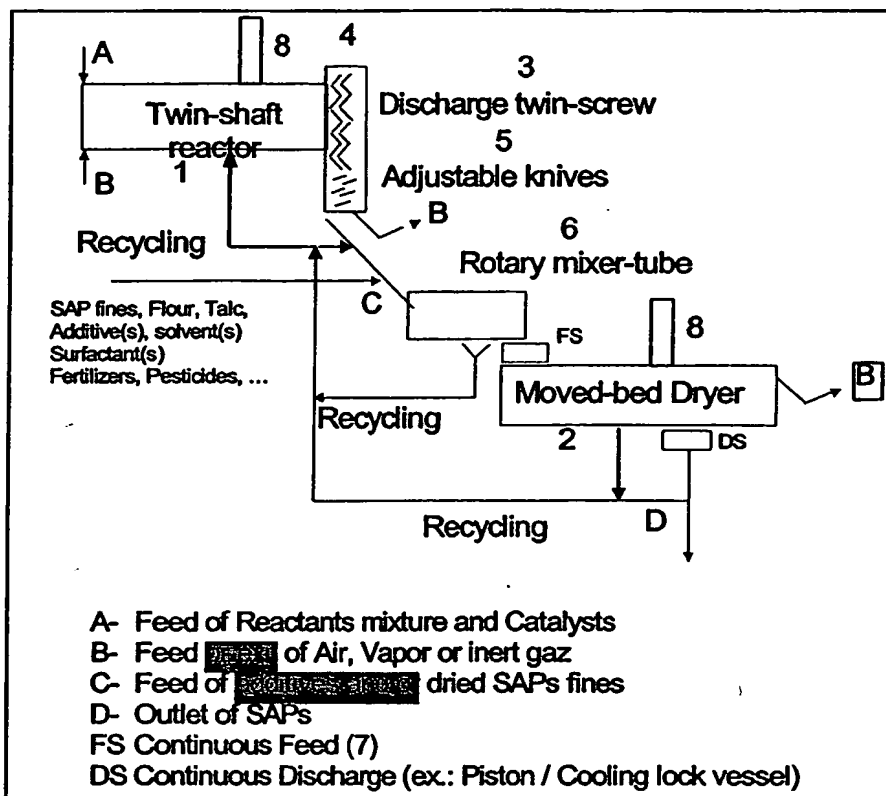 A
8
4
3
Twin-shaft
reactor
1
Discharge twin-screw
5
Adjustable knives
B
B
Recycling
6
Rotary mixer-tube
C
SAP fines, Flour, Talc,
Additive(s), solvent(s)
Surfactant(s)
Fertilizers, Pesticides, ...
FS
8
Moved-bed Dryer
B
Recycling
2
DS
Recycling
D
A- Feed of Reactants mixture and Catalysts
B- Feed of Air, Vapor or inert gaz
C- Feed of dried SAPs fines
D- Outlet of SAPs
FS Continuous Feed (7)
DS Continuous Discharge (ex.: Piston / Cooling lock vessel)